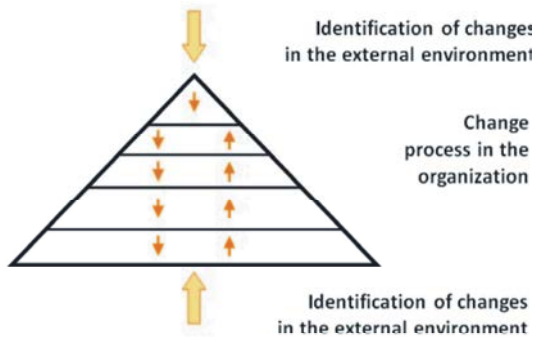 Identification of changes
in the external environment
Change
process in the
organization
Identification of changes
in the external environment